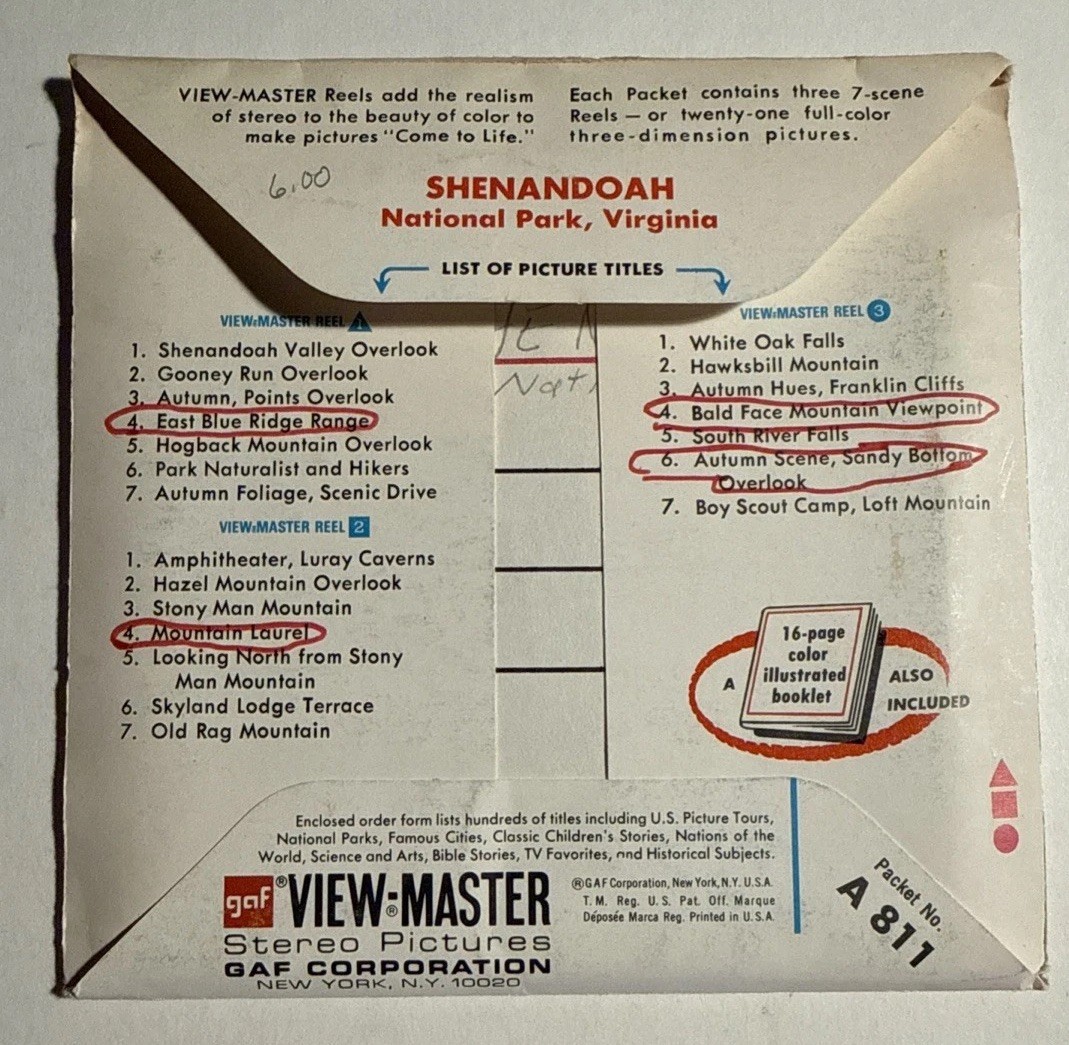 VIEW-MASTER Reels add the realism
of stereo to the beauty of color to
make pictures "Come to Life."
Each Packet contains three 7-scene
Reels — or twenty-one full-color
three-dimension pictures.
6.00
SHENANDOAH
National Park, Virginia
LIST OF PICTURE TITLES
VIEW-MASTER REEL 1
1. Shenandoah Valley Overlook
2. Gooney Run Overlook
3. Autumn, Points Overlook
4. East Blue Ridge Range
5. Hogback Mountain Overlook
6. Park Naturalist and Hikers
7. Autumn Foliage, Scenic Drive
VIEW-MASTER REEL 2
1. Amphitheater, Luray Caverns
2. Hazel Mountain Overlook
3. Stony Man Mountain
4. Mountain Laurel
5. Looking North from Stony
Man Mountain
6. Skyland Lodge Terrace
7. Old Rag Mountain
Nat.
VIEW-MASTER REEL 3
1. White Oak Falls
2. Hawksbill Mountain
3. Autumn Hues, Franklin Cliffs
4. Bald Face Mountain Viewpoint
5. South River Falls
6. Autumn Scene, Sandy Bottom
Overlook
7. Boy Scout Camp, Loft Mountain
A
16-page
color
illustrated
booklet
ALSO
INCLUDED
Enclosed order form lists hundreds of titles including U.S. Picture Tours,
National Parks, Famous Cities, Classic Children's Stories, Nations of the
World, Science and Arts, Bible Stories, TV Favorites, and Historical Subjects.
gaf ® VIEW-MASTER ®
Stereo Pictures
GAF CORPORATION
NEW YORK, N.Y. 10020
® GAF Corporation, New York, N.Y. U.S.A.
T. M. Reg. U. S. Pat. Off. Marque
Déposée Marca Reg. Printed in U.S.A.
Packet No.
A 811